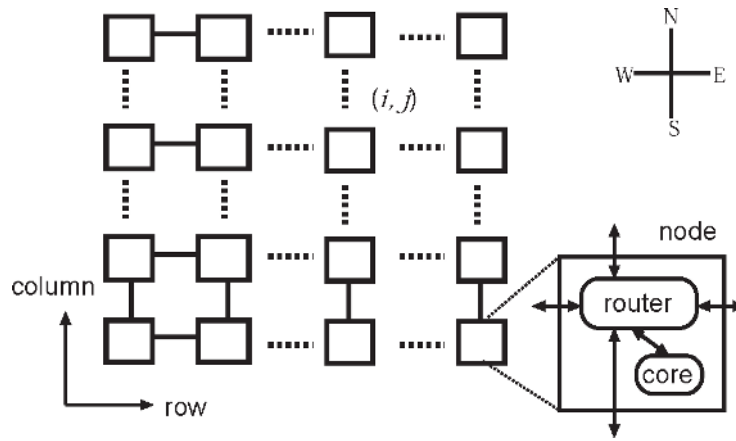 N
W E
S
(i, j)
node
column
router
core
row